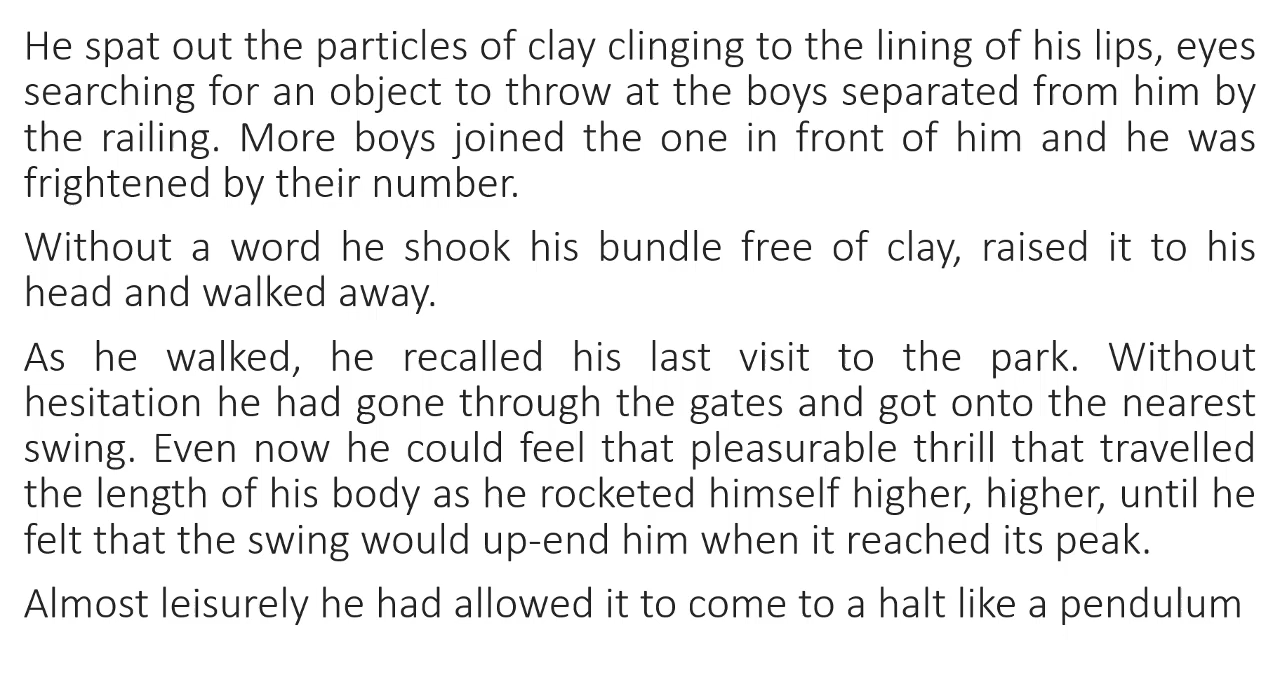 He spat out the particles of clay clinging to the lining of his lips, eyes
searching for an object to throw at the boys separated from him by
the railing. More boys joined the one in front of him and he was
frightened by their number.
Without a word he shook his bundle free of clay, raised it to his
head and walked away.
As he walked, he recalled his last visit to the park. Without
hesitation he had gone through the gates and got onto the nearest
swing. Even now he could feel that pleasurable thrill that travelled
the length of his body as he rocketed himself higher, higher, until he
felt that the swing would up-end him when it reached its peak.
Almost leisurely he had allowed it to come to a halt like a pendulum